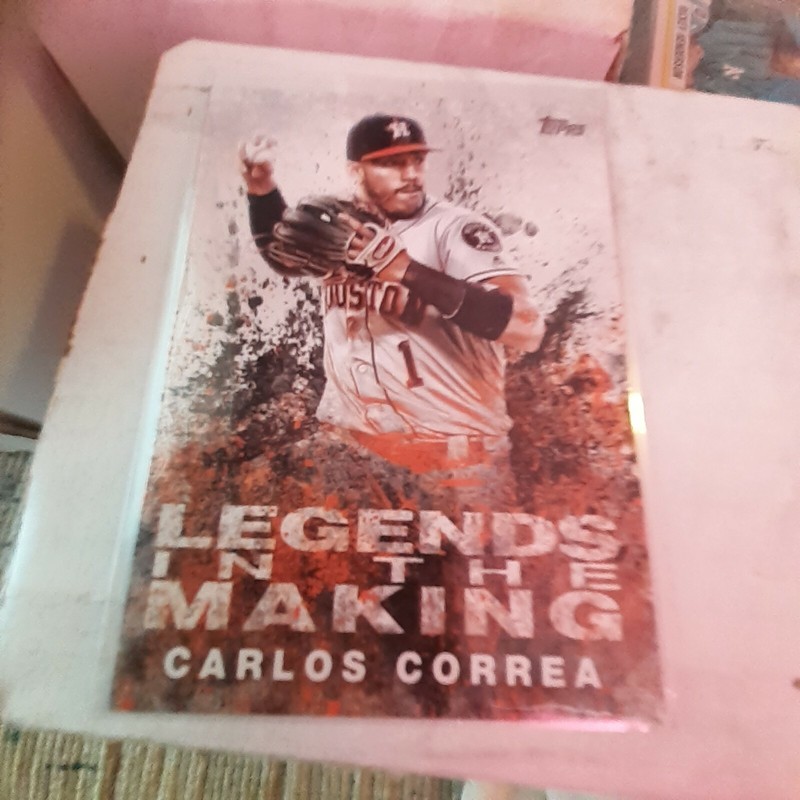 TOPPS
HOUSTON
1
LEGENDS
IN THE
MAKING
CARLOS CORREA